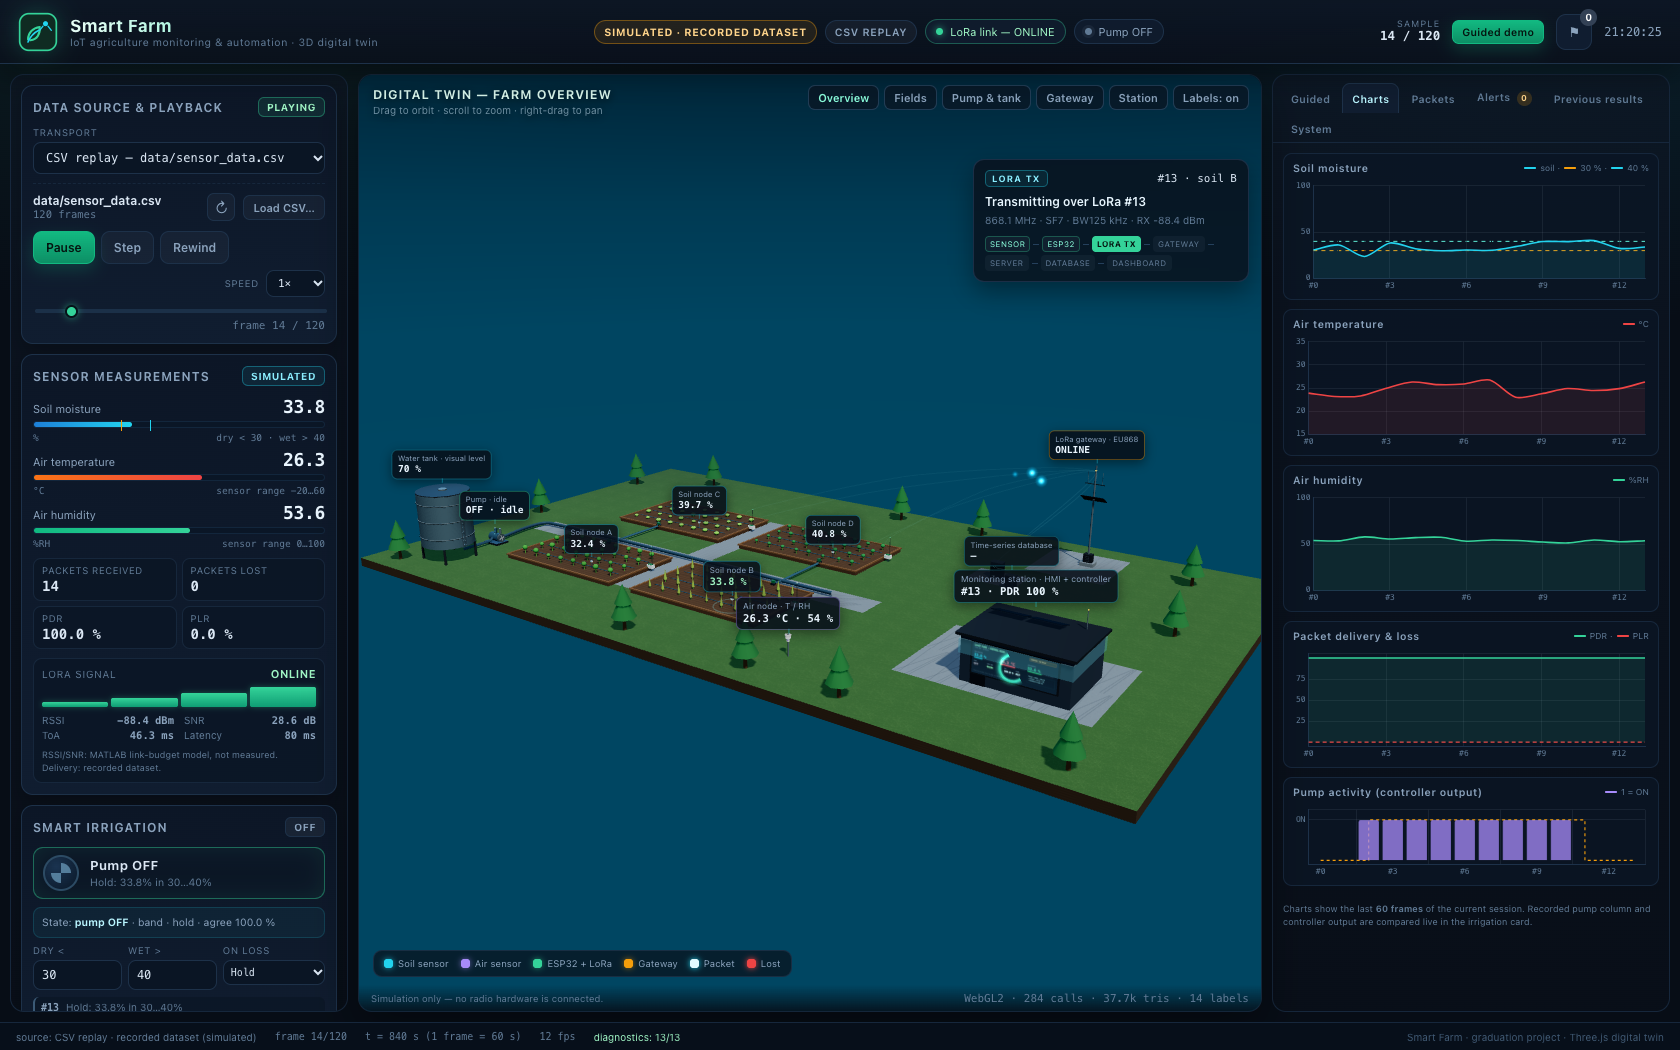 Smart Farm
IoT agriculture monitoring & automation · 3D digital twin
SIMULATED · RECORDED DATASET
CSV REPLAY
LoRa link — ONLINE
Pump OFF
SAMPLE
14 / 120
Guided demo
0
21:20:25
DATA SOURCE & PLAYBACK
PLAYING
TRANSPORT
CSV replay — data/sensor_data.csv
data/sensor_data.csv
120 frames
Load CSV...
Pause
Step
Rewind
SPEED
1×
frame 14 / 120
SENSOR MEASUREMENTS
SIMULATED
Soil moisture
33.8
%
dry < 30 · wet > 40
Air temperature
26.3
°C
sensor range −20…60
Air humidity
53.6
%RH
sensor range 0…100
PACKETS RECEIVED
14
PACKETS LOST
0
PDR
100.0 %
PLR
0.0 %
LORA SIGNAL
ONLINE
RSSI
−88.4 dBm
SNR
28.6 dB
ToA
46.3 ms
Latency
80 ms
RSSI/SNR: MATLAB link-budget model, not measured.
Delivery: recorded dataset.
SMART IRRIGATION
OFF
Pump OFF
Hold: 33.8% in 30…40%
State: pump OFF · band · hold · agree 100.0 %
DRY <
WET >
ON LOSS
30
40
Hold
#13 Hold: 33.8% in 30…40%
DIGITAL TWIN — FARM OVERVIEW
Drag to orbit · scroll to zoom · right-drag to pan
Overview
Fields
Pump & tank
Gateway
Station
Labels: on
LORA TX
#13 · soil B
Transmitting over LoRa #13
868.1 MHz · SF7 · BW125 kHz · RX -88.4 dBm
SENSOR — ESP32 — LORA TX — GATEWAY —
SERVER — DATABASE — DASHBOARD
LoRa gateway · EU868
ONLINE
Water tank · visual level
70 %
Pump · idle
OFF · idle
Soil node C
39.7 %
Soil node D
40.8 %
Soil node A
32.4 %
Time-series database
—
Soil node B
33.8 %
Monitoring station · HMI + controller
#13 · PDR 100 %
Air node · T / RH
26.3 °C · 54 %
Soil sensor
Air sensor
ESP32 + LoRa
Gateway
Packet
Lost
Simulation only — no radio hardware is connected.
WebGL2 · 284 calls · 37.7k tris · 14 labels
Guided
Charts
Packets
Alerts 0
Previous results
System
Soil moisture
soil · 30 % · 40 %
100
50
0
#0 #3 #6 #9 #12
Air temperature
°C
35
30
25
20
15
#0 #3 #6 #9 #12
Air humidity
%RH
100
50
0
#0 #3 #6 #9 #12
Packet delivery & loss
PDR · PLR
75
50
25
#0 #3 #6 #9 #12
Pump activity (controller output)
1 = ON
ON
#0 #3 #6 #9 #12
Charts show the last 60 frames of the current session. Recorded pump column and
controller output are compared live in the irrigation card.
source: CSV replay · recorded dataset (simulated)
frame 14/120
t = 840 s (1 frame = 60 s)
12 fps
diagnostics: 13/13
Smart Farm · graduation project · Three.js digital twin